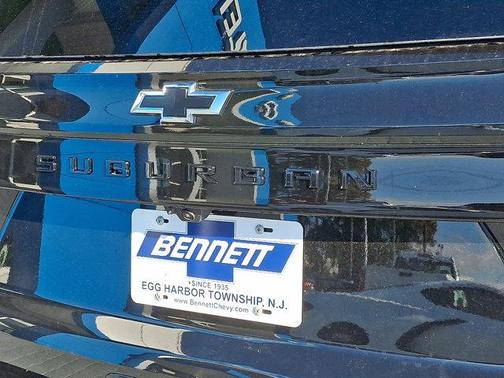 SUBURBAN
BENNETT
•SINCE 1935
EGG HARBOR TOWNSHIP, N.J.
www.BennettChevy.com